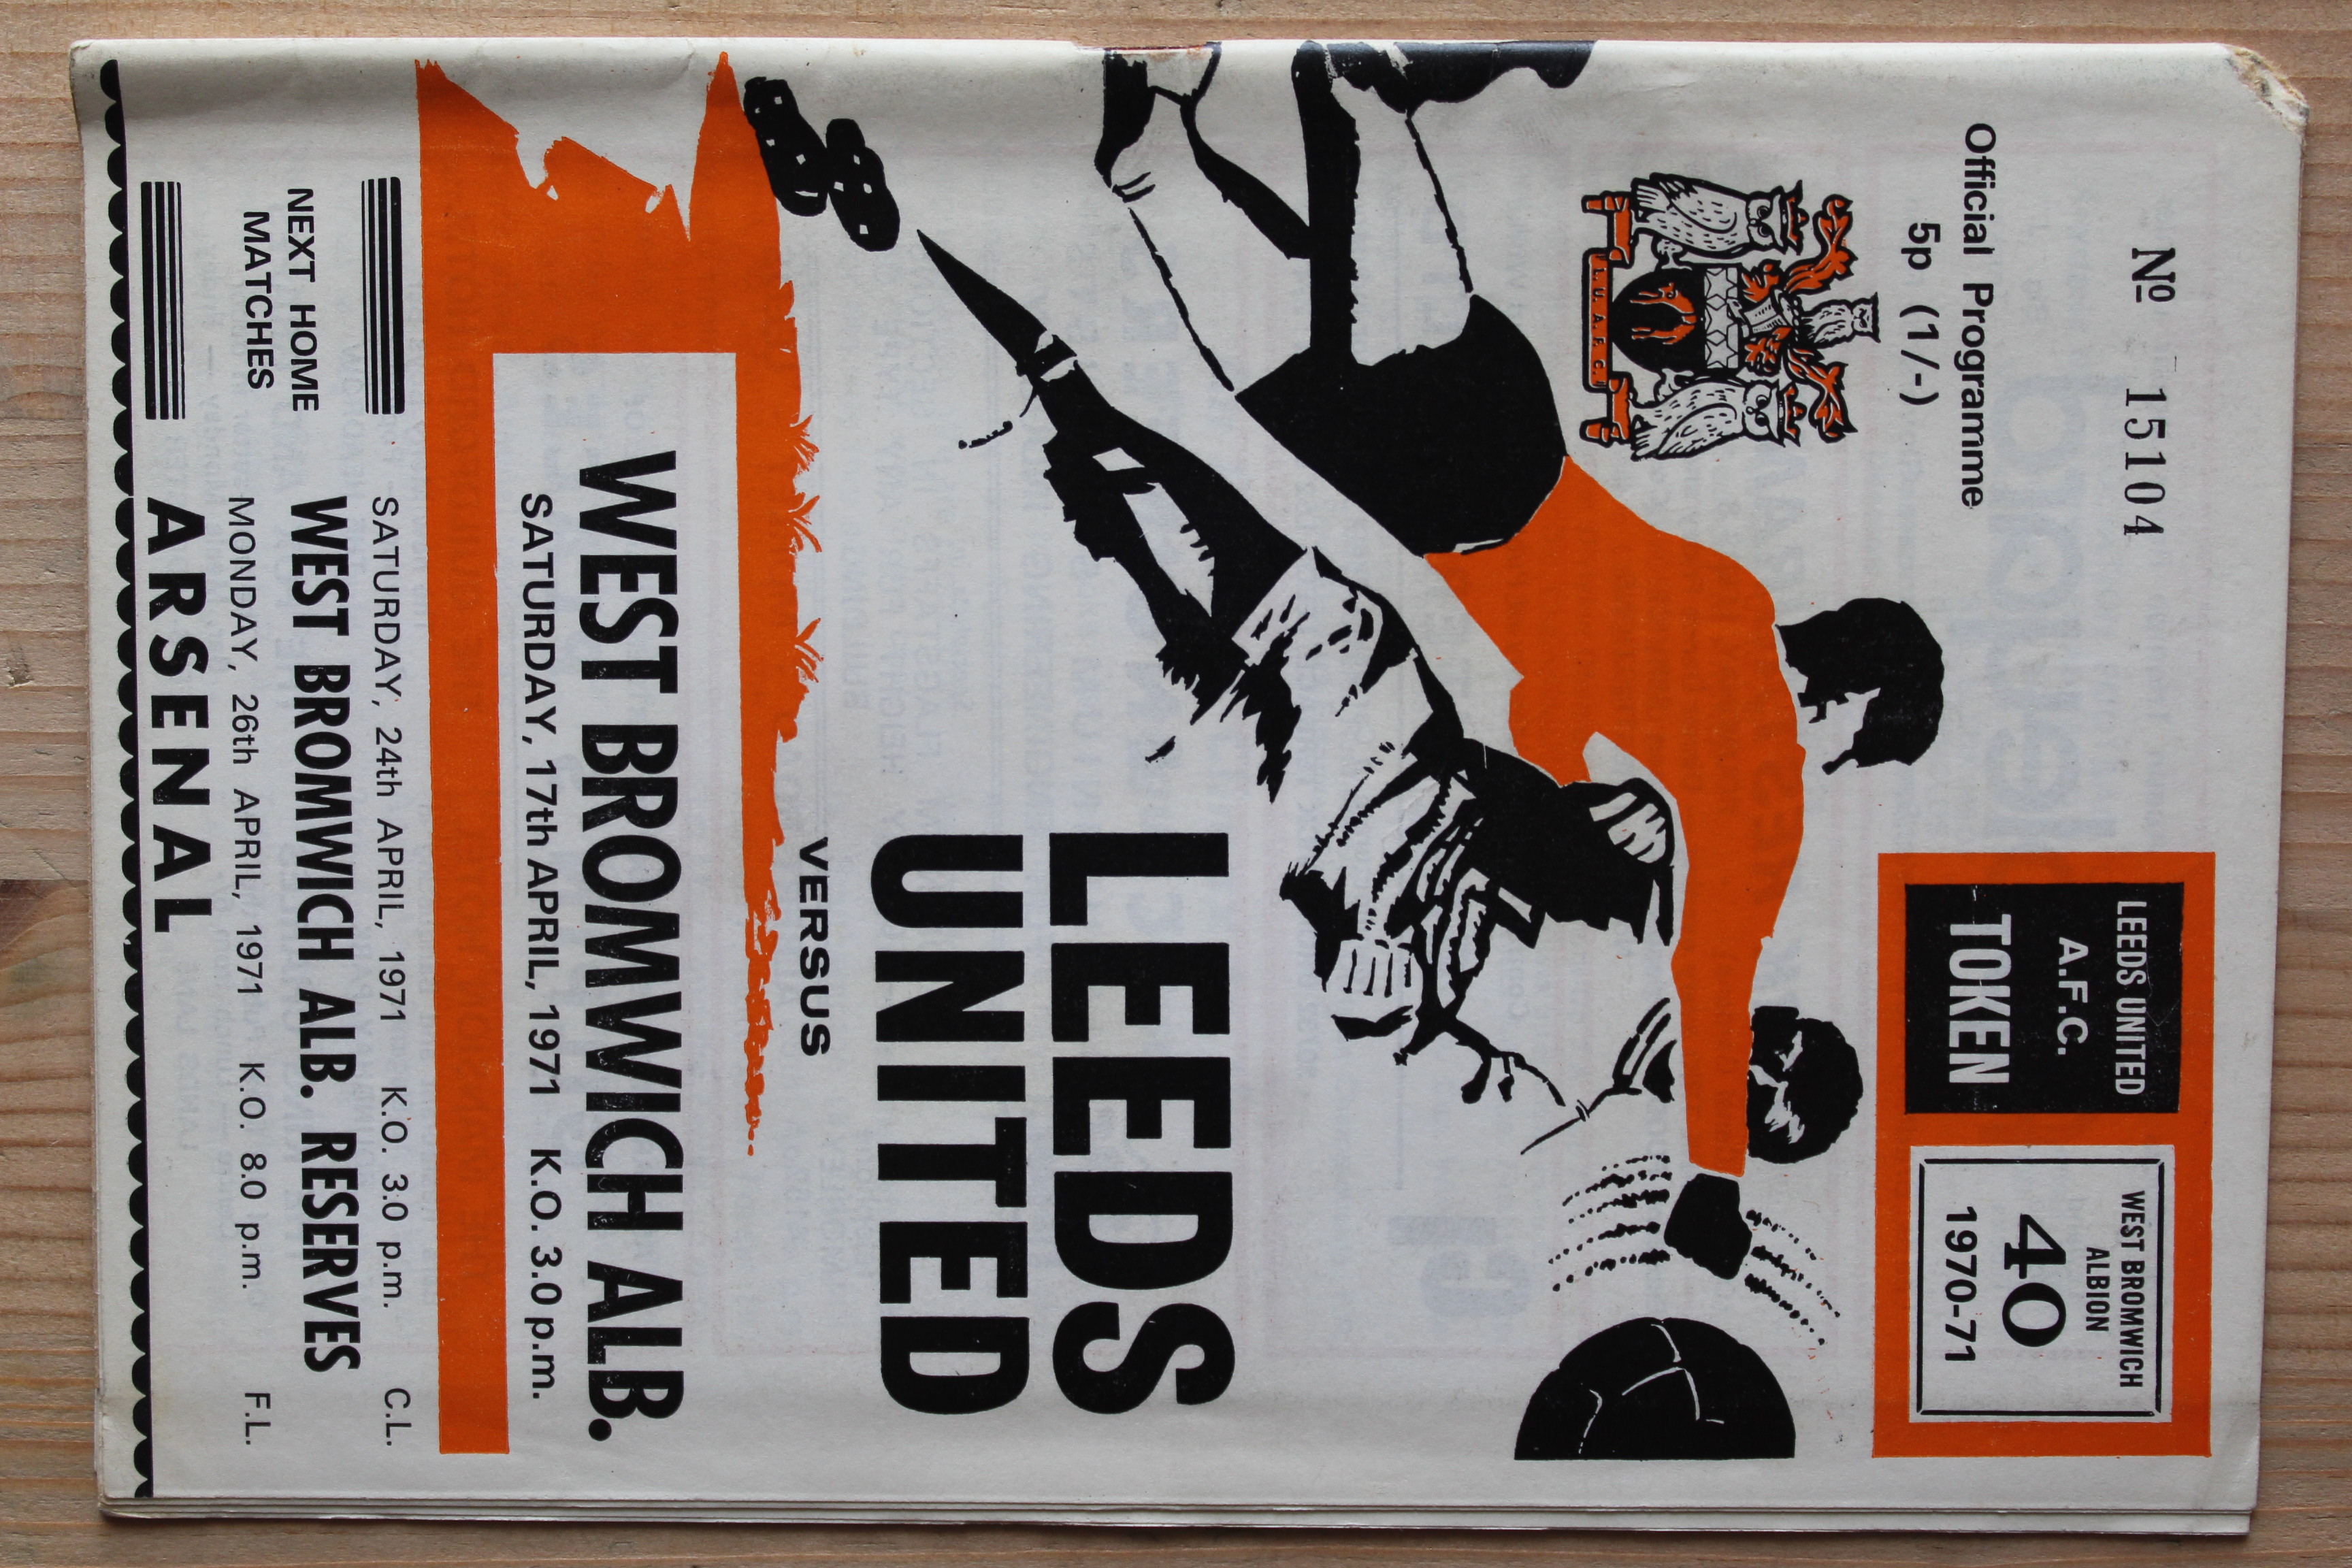 Nº 15104
LEEDS UNITED
A.F.C.
TOKEN
WEST BROMWICH
ALBION
40
1970-71
Official Programme
5p (1/-)
L.U.A.F.C.
LEEDS
UNITED
VERSUS
WEST BROMWICH ALB.
SATURDAY, 17th APRIL, 1971 K.O. 3.0 p.m.
NEXT HOME
MATCHES
SATURDAY, 24th APRIL, 1971 K.O. 3.0 p.m. C.L.
WEST BROMWICH ALB. RESERVES
MONDAY, 26th APRIL, 1971 K.O. 8.0 p.m. F.L.
ARSENAL